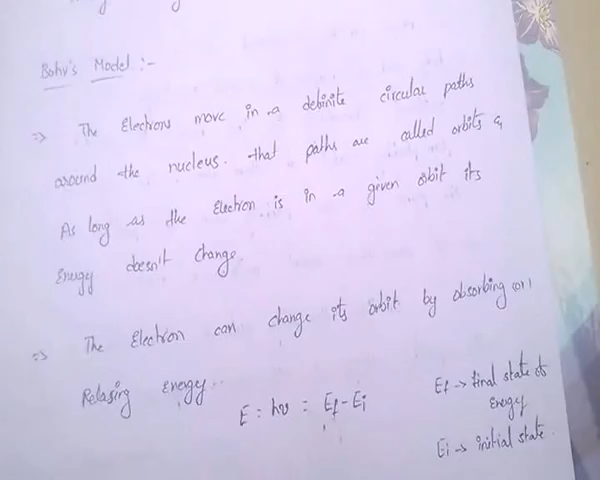 Bohr's Model :-
=> The Electrons move in a definite circular paths
around the nucleus. that paths are called orbits &
As long as the Electron is in a given orbit its
Energy doesn't change.
=> The Electron can change its orbit by absorbing (or)
Relasing energy.
E = hν = Ef - Ei
Ef -> final state of
energy
Ei -> initial state.